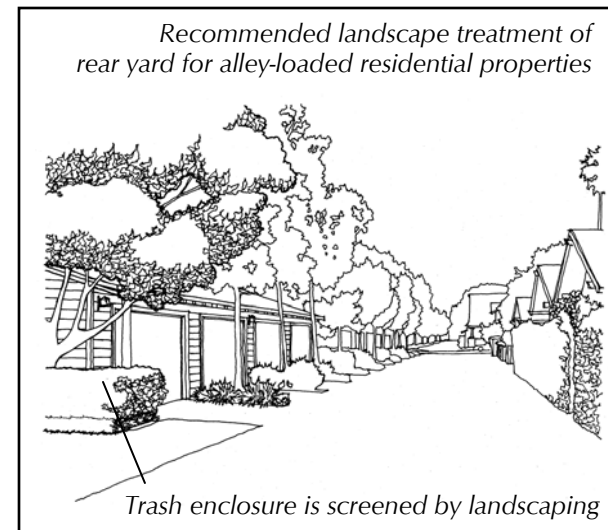 Recommended landscape treatment of
rear yard for alley-loaded residential properties
Trash enclosure is screened by landscaping